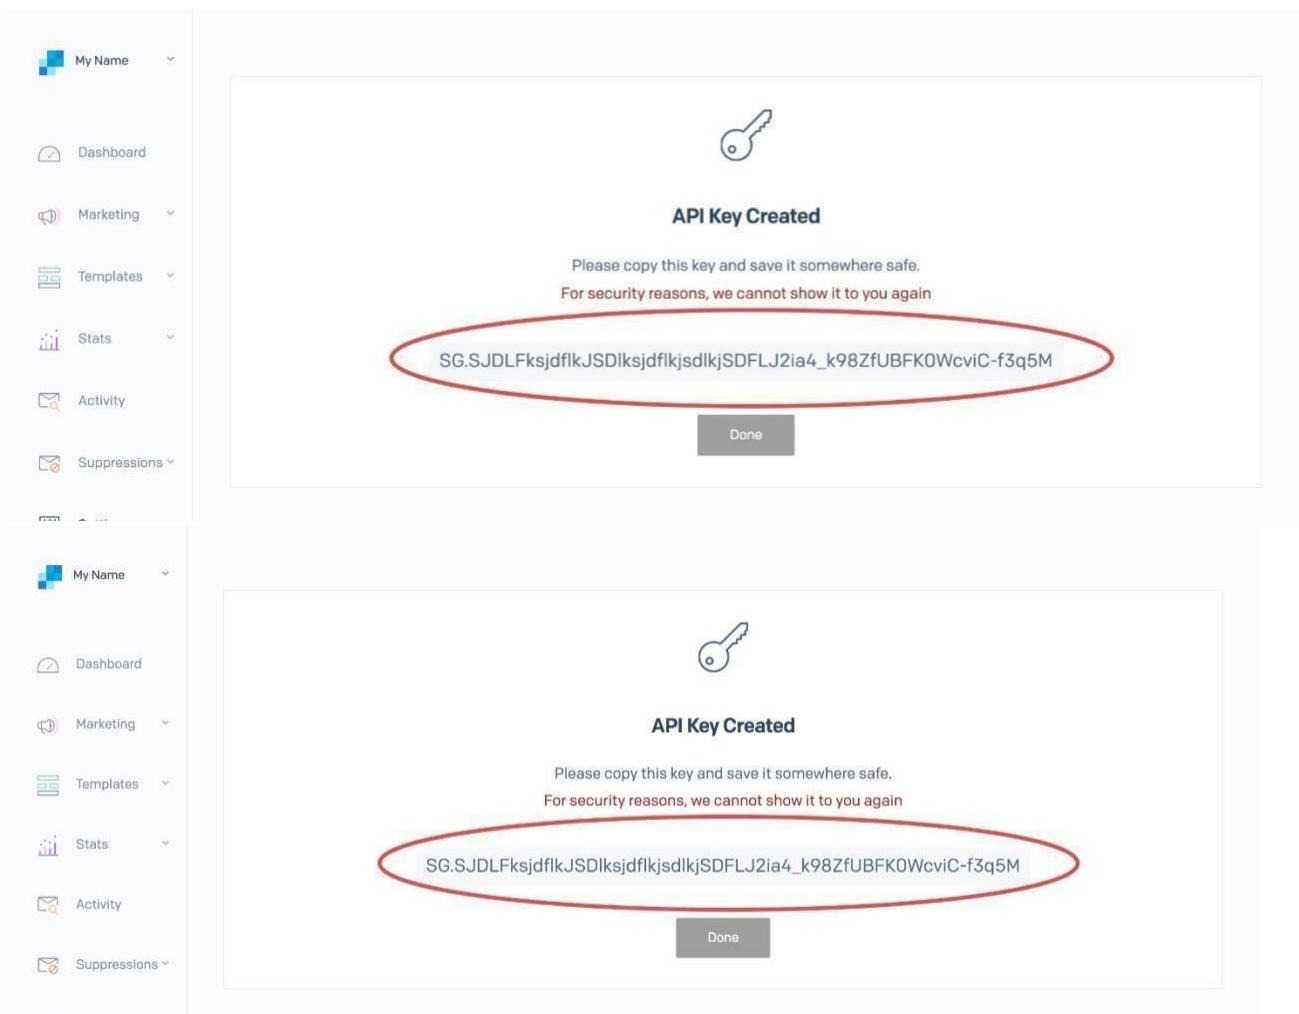 My Name
Dashboard
Marketing
Templates
Stats
Activity
Suppressions
API Key Created
Please copy this key and save it somewhere safe.
For security reasons, we cannot show it to you again
SG.SJDLFksjdflkJSDlksjdflkjsdlkjSDFLJ2ia4_k98ZfUBFK0WcviC-f3q5M
Done
My Name
Dashboard
Marketing
Templates
Stats
Activity
Suppressions
API Key Created
Please copy this key and save it somewhere safe.
For security reasons, we cannot show it to you again
SG.SJDLFksjdflkJSDlksjdflkjsdlkjSDFLJ2ia4_k98ZfUBFK0WcviC-f3q5M
Done